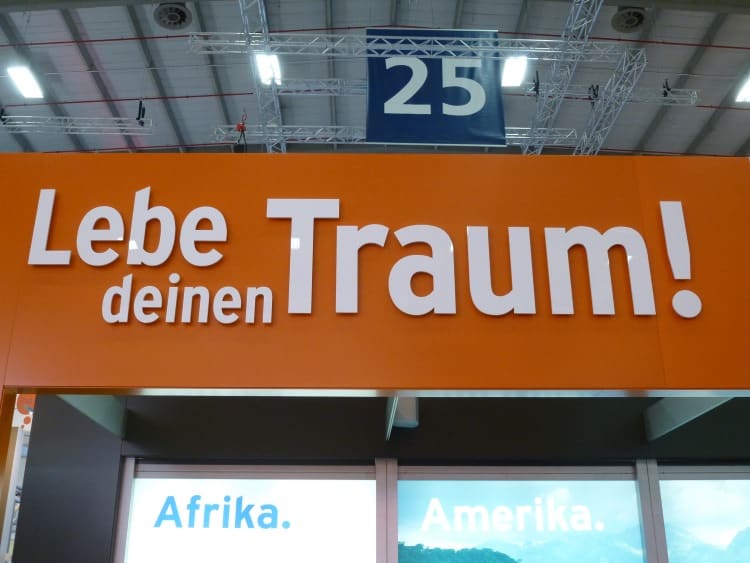 25
Lebe
deinen Traum!
Afrika.
Amerika.